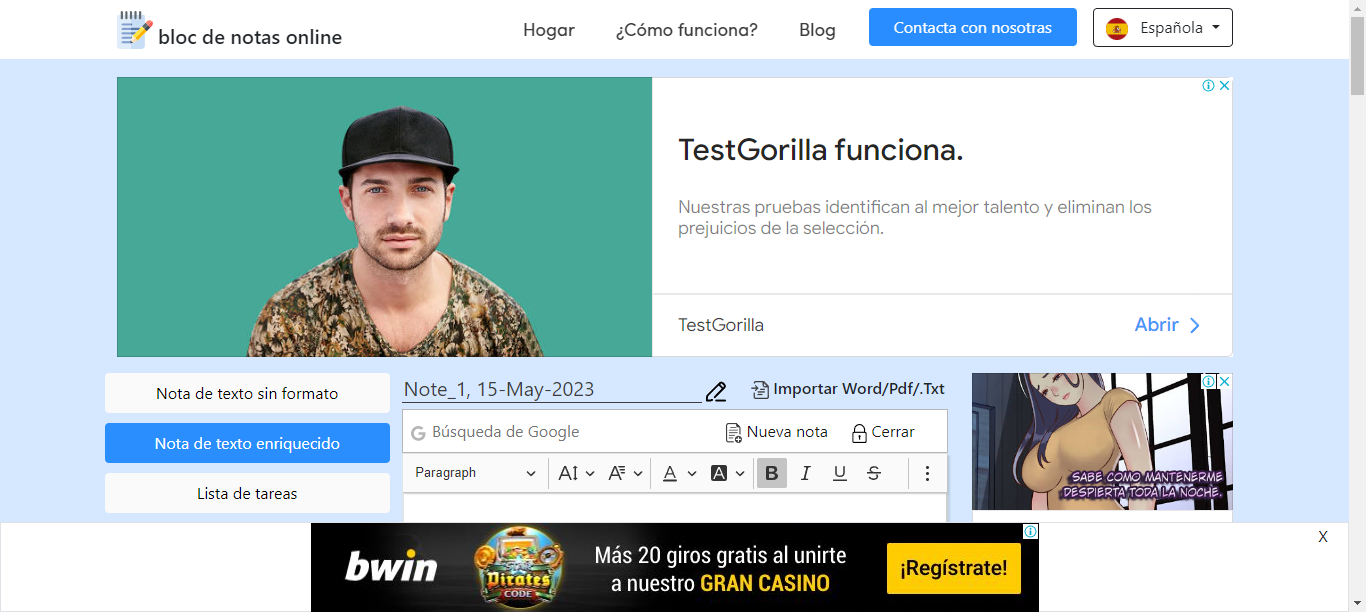 bloc de notas online
Hogar
¿Cómo funciona?
Blog
Contacta con nosotras
Española
TestGorilla funciona.
Nuestras pruebas identifican al mejor talento y eliminan los
prejuicios de la selección.
TestGorilla
Abrir
Nota de texto sin formato
Nota de texto enriquecido
Lista de tareas
Note_1, 15-May-2023
Importar Word/Pdf/.Txt
G Búsqueda de Google
Nueva nota
Cerrar
Paragraph
B I U S
SABE COMO MANTENERME
DESPIERTA TODA LA NOCHE.
bwin
STAR
Pirates
CODE
Más 20 giros gratis al unirte
a nuestro GRAN CASINO
¡Regístrate!
X